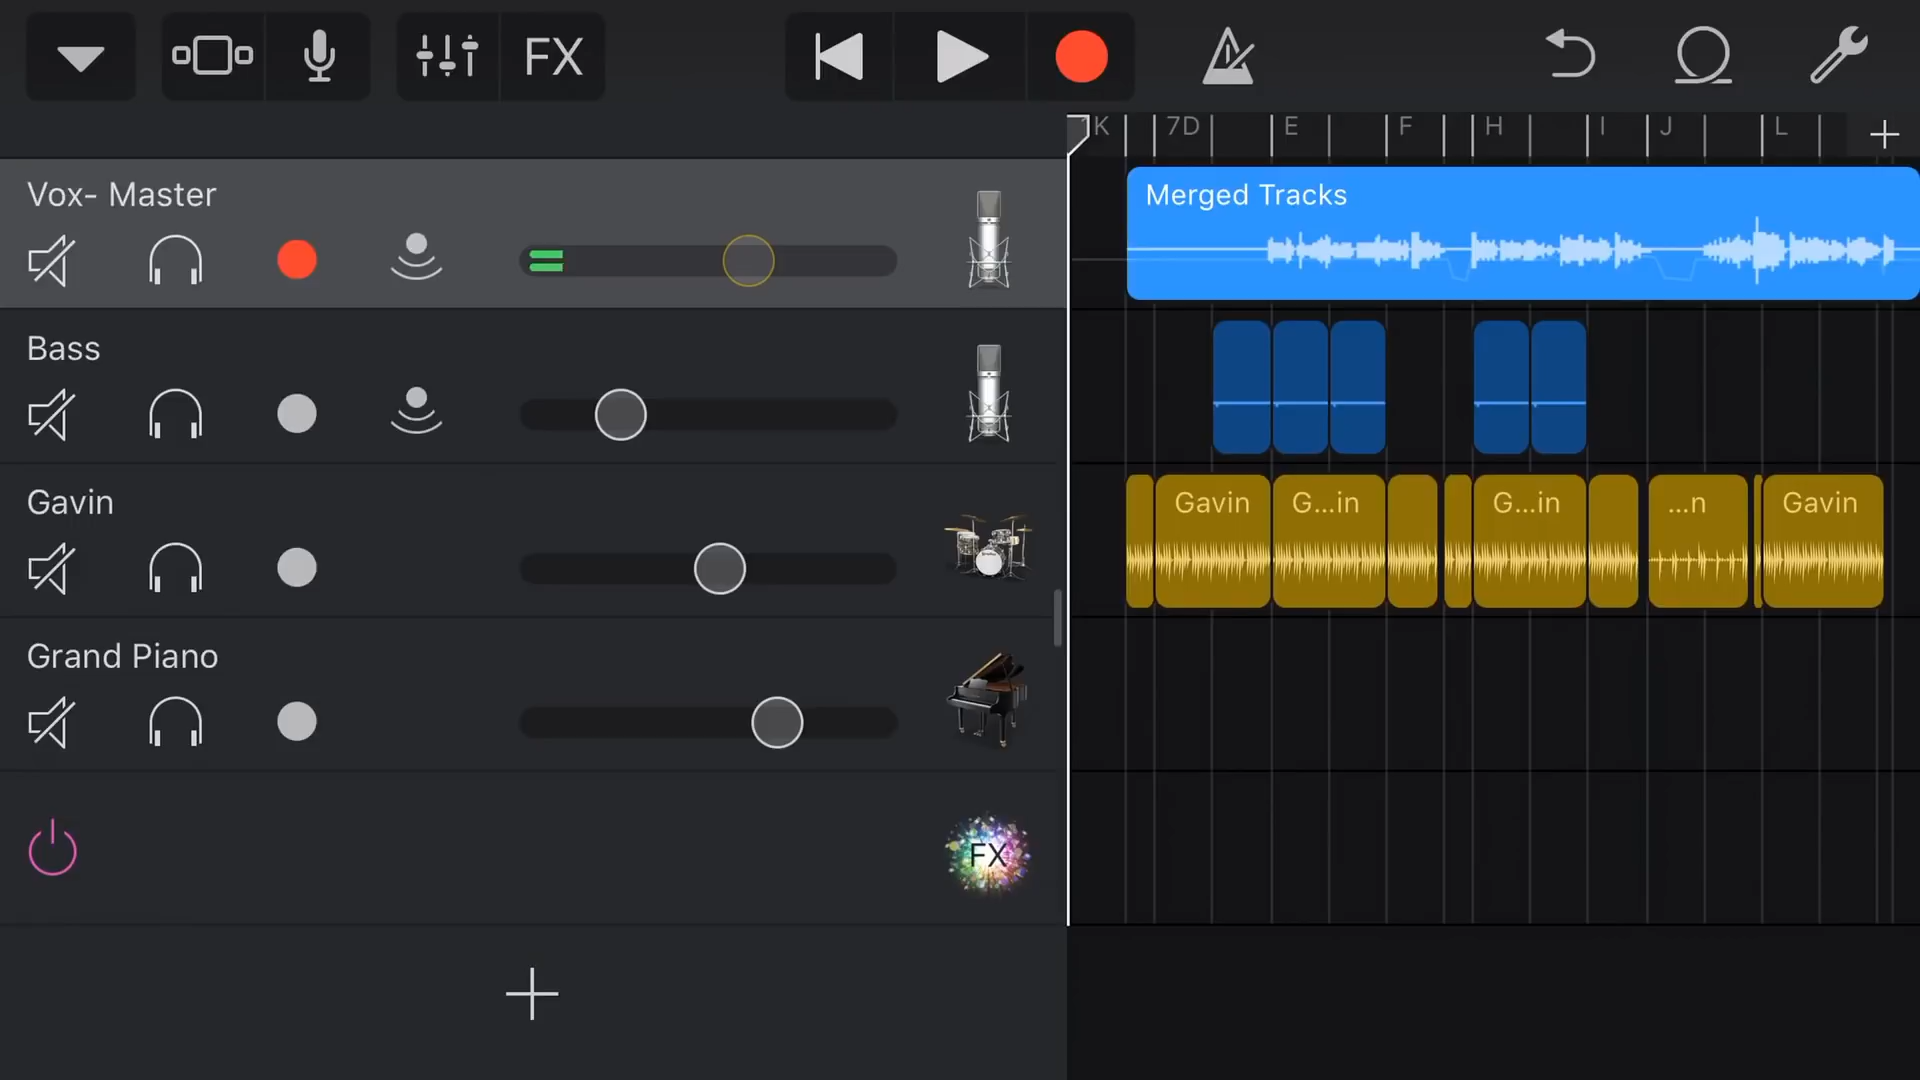 FX
K 7D E F H I J L
Vox- Master
Merged Tracks
Bass
Gavin
Gavin G...in G...in ...n Gavin
Grand Piano
FX